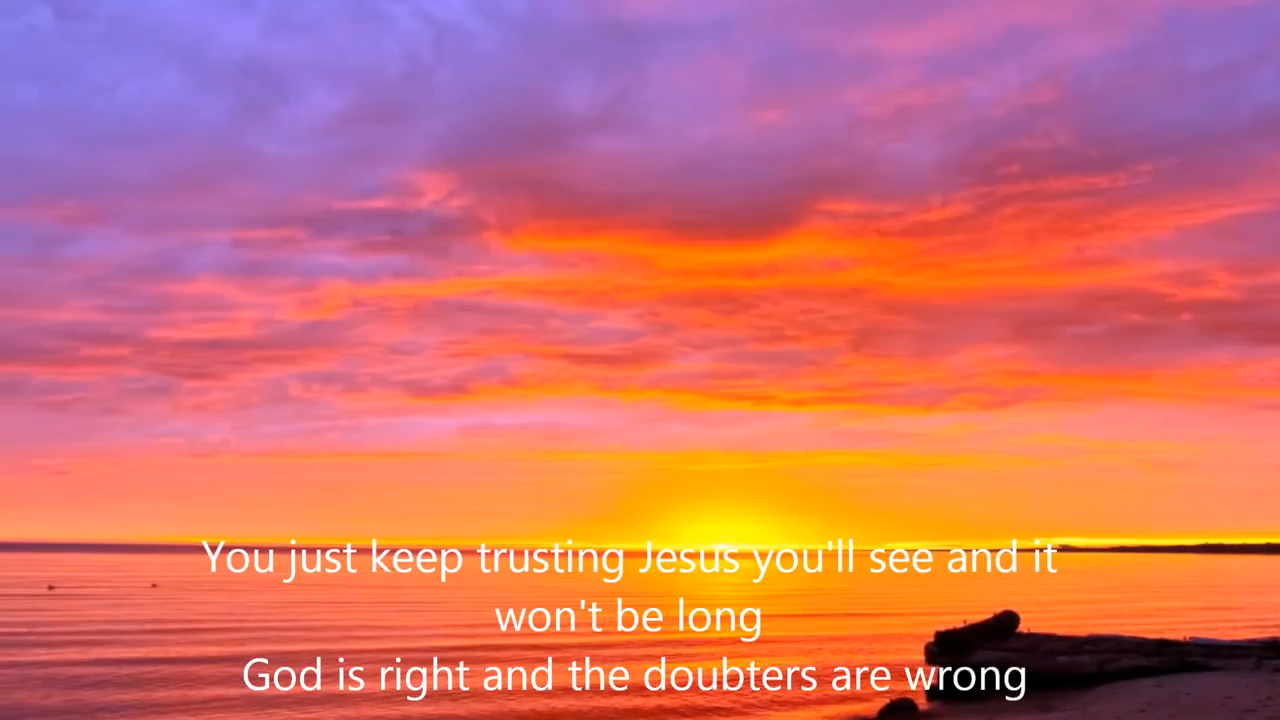 You just keep trusting Jesus you'll see and it
won't be long
God is right and the doubters are wrong